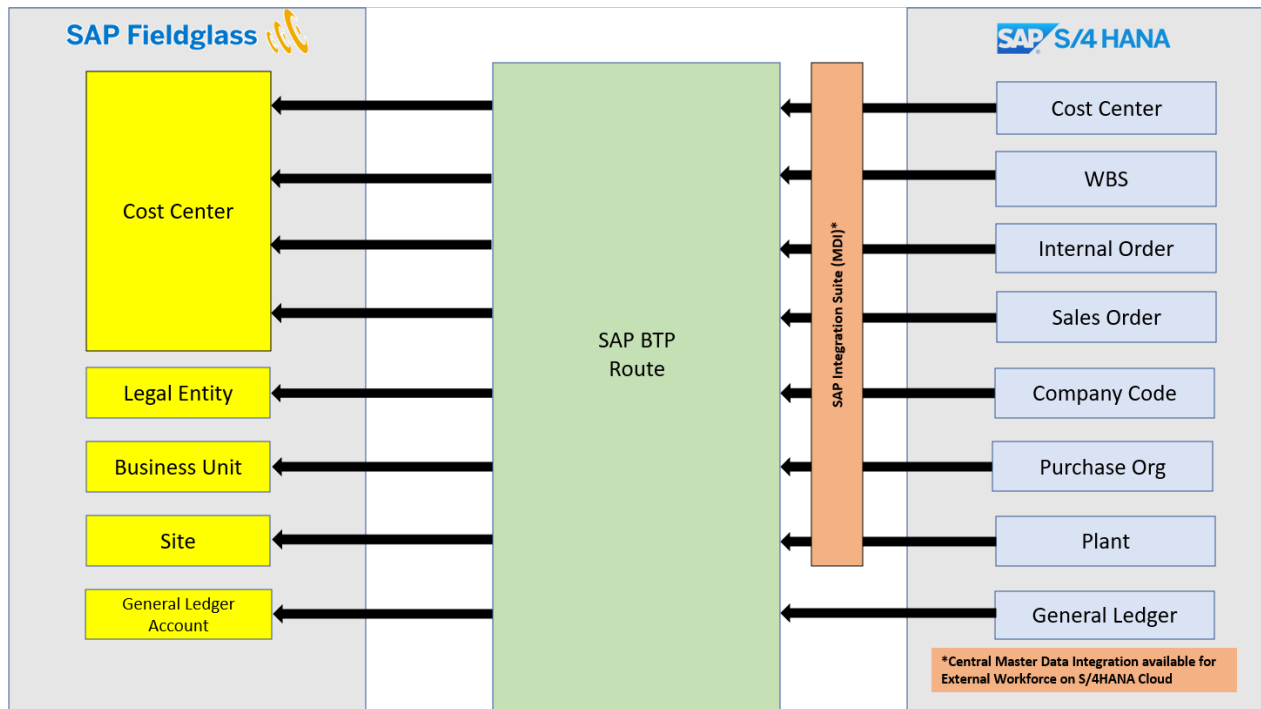 SAP Fieldglass
SAP S/4 HANA
Cost Center
Legal Entity
Business Unit
Site
General Ledger
Account
SAP BTP
Route
SAP Integration Suite (MDI)*
Cost Center
WBS
Internal Order
Sales Order
Company Code
Purchase Org
Plant
General Ledger
*Central Master Data Integration available for
External Workforce on S/4HANA Cloud